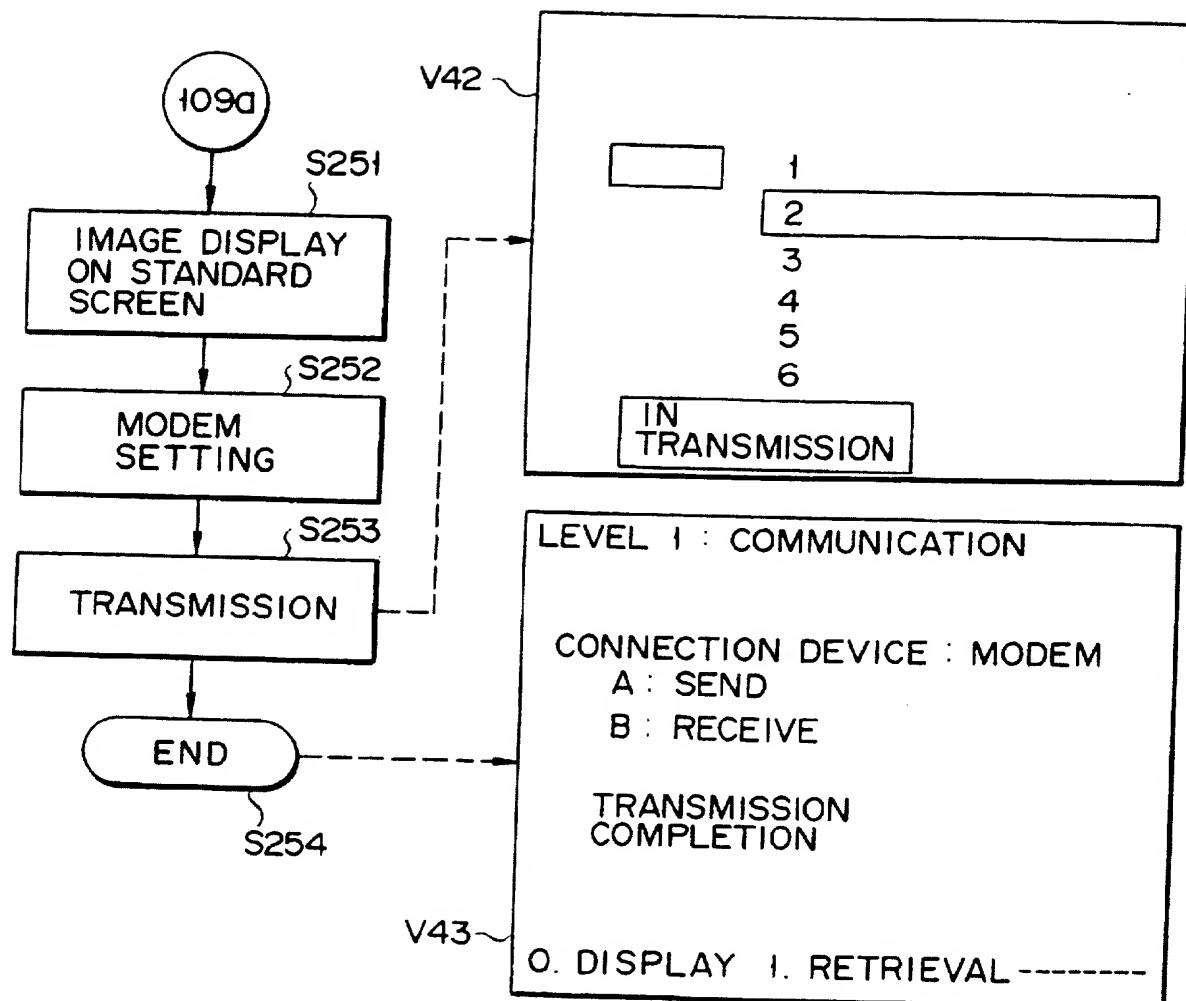 109a
S251
IMAGE DISPLAY
ON STANDARD
SCREEN
S252
MODEM
SETTING
S253
TRANSMISSION
END
S254
V42
1
2
3
4
5
6
IN
TRANSMISSION
LEVEL 1 : COMMUNICATION
CONNECTION DEVICE : MODEM
A : SEND
B : RECEIVE
TRANSMISSION
COMPLETION
V43
0. DISPLAY 1. RETRIEVAL --------